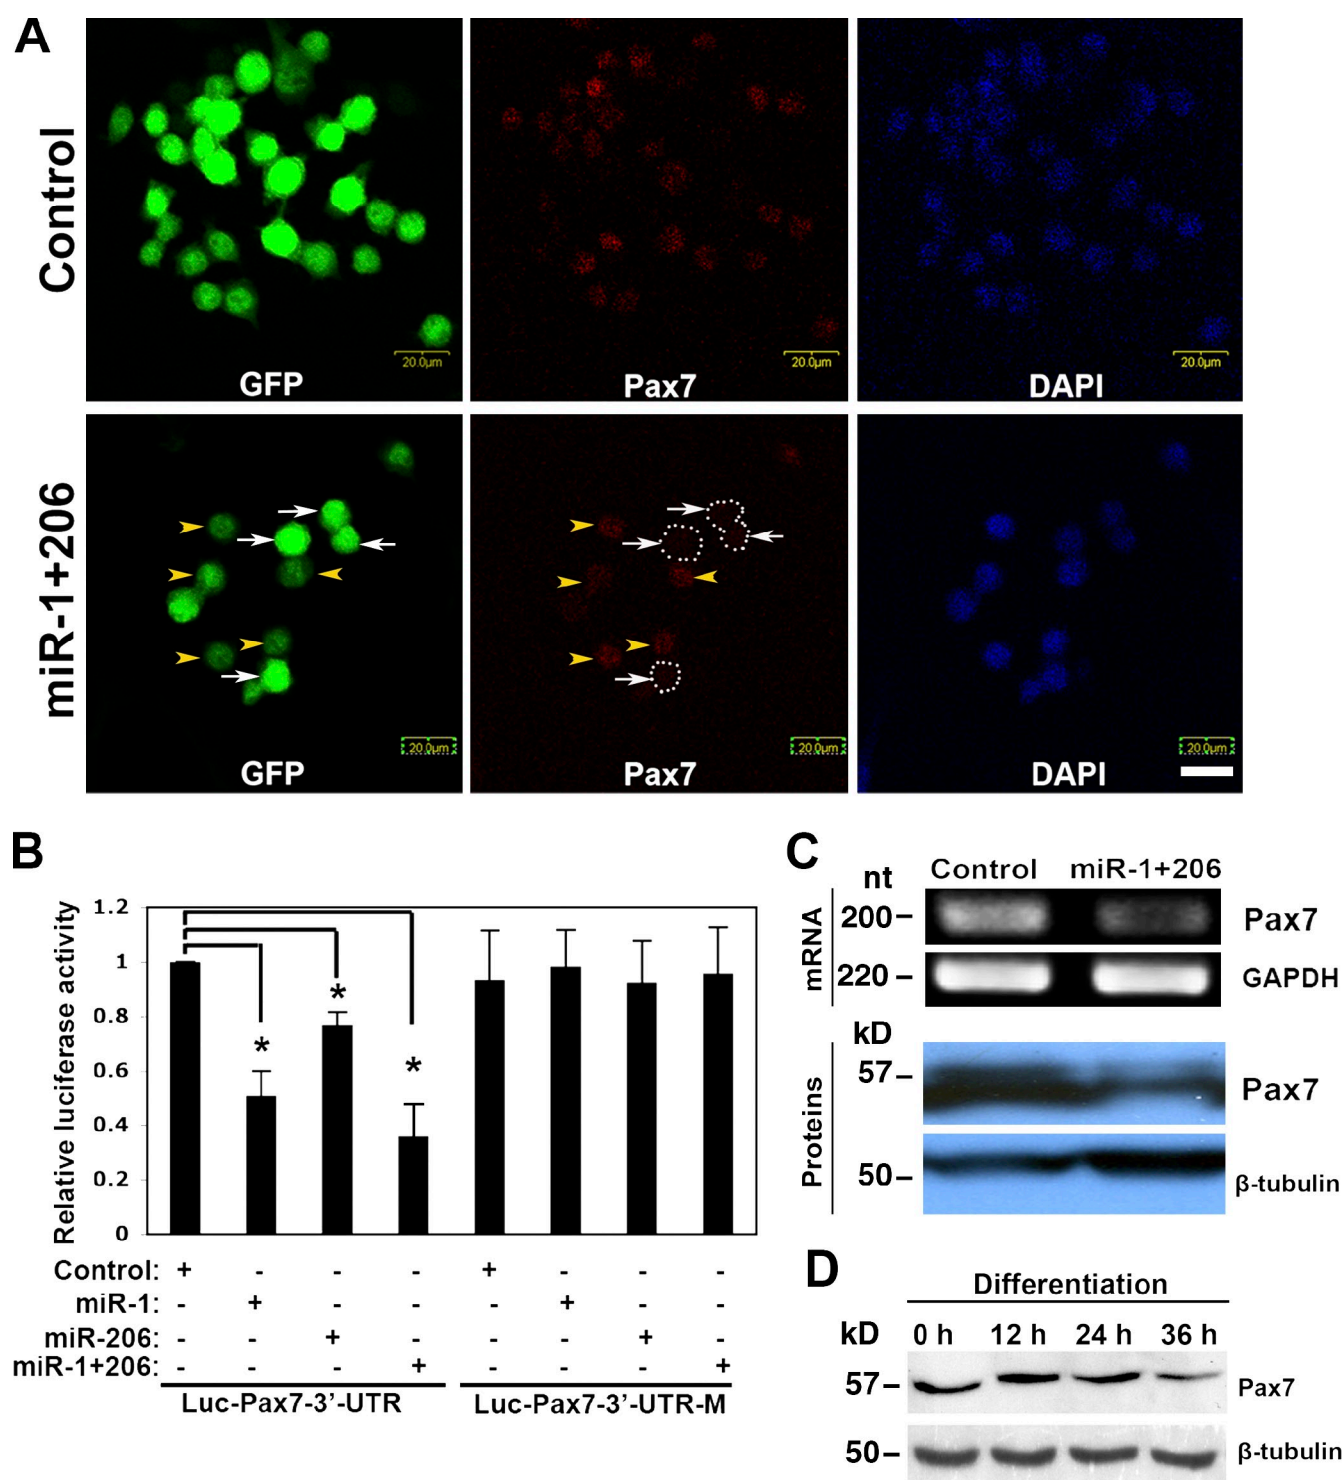 A
Control
GFP
20.0µm
Pax7
20.0µm
DAPI
20.0µm
miR-1+206
GFP
20.0µm
Pax7
20.0µm
DAPI
20.0µm
B
Relative luciferase activity
1.2
1
0.8
0.6
0.4
0.2
0
* * *
Control: + - - - + - - -
miR-1: - + - - - + - -
miR-206: - - + - - - + -
miR-1+206: - - - + - - - +
Luc-Pax7-3’-UTR Luc-Pax7-3’-UTR-M
C
nt Control miR-1+206
mRNA
200 Pax7
220 GAPDH
kD
Proteins
57 Pax7
50 β-tubulin
D
Differentiation
kD 0 h 12 h 24 h 36 h
57 Pax7
50 β-tubulin